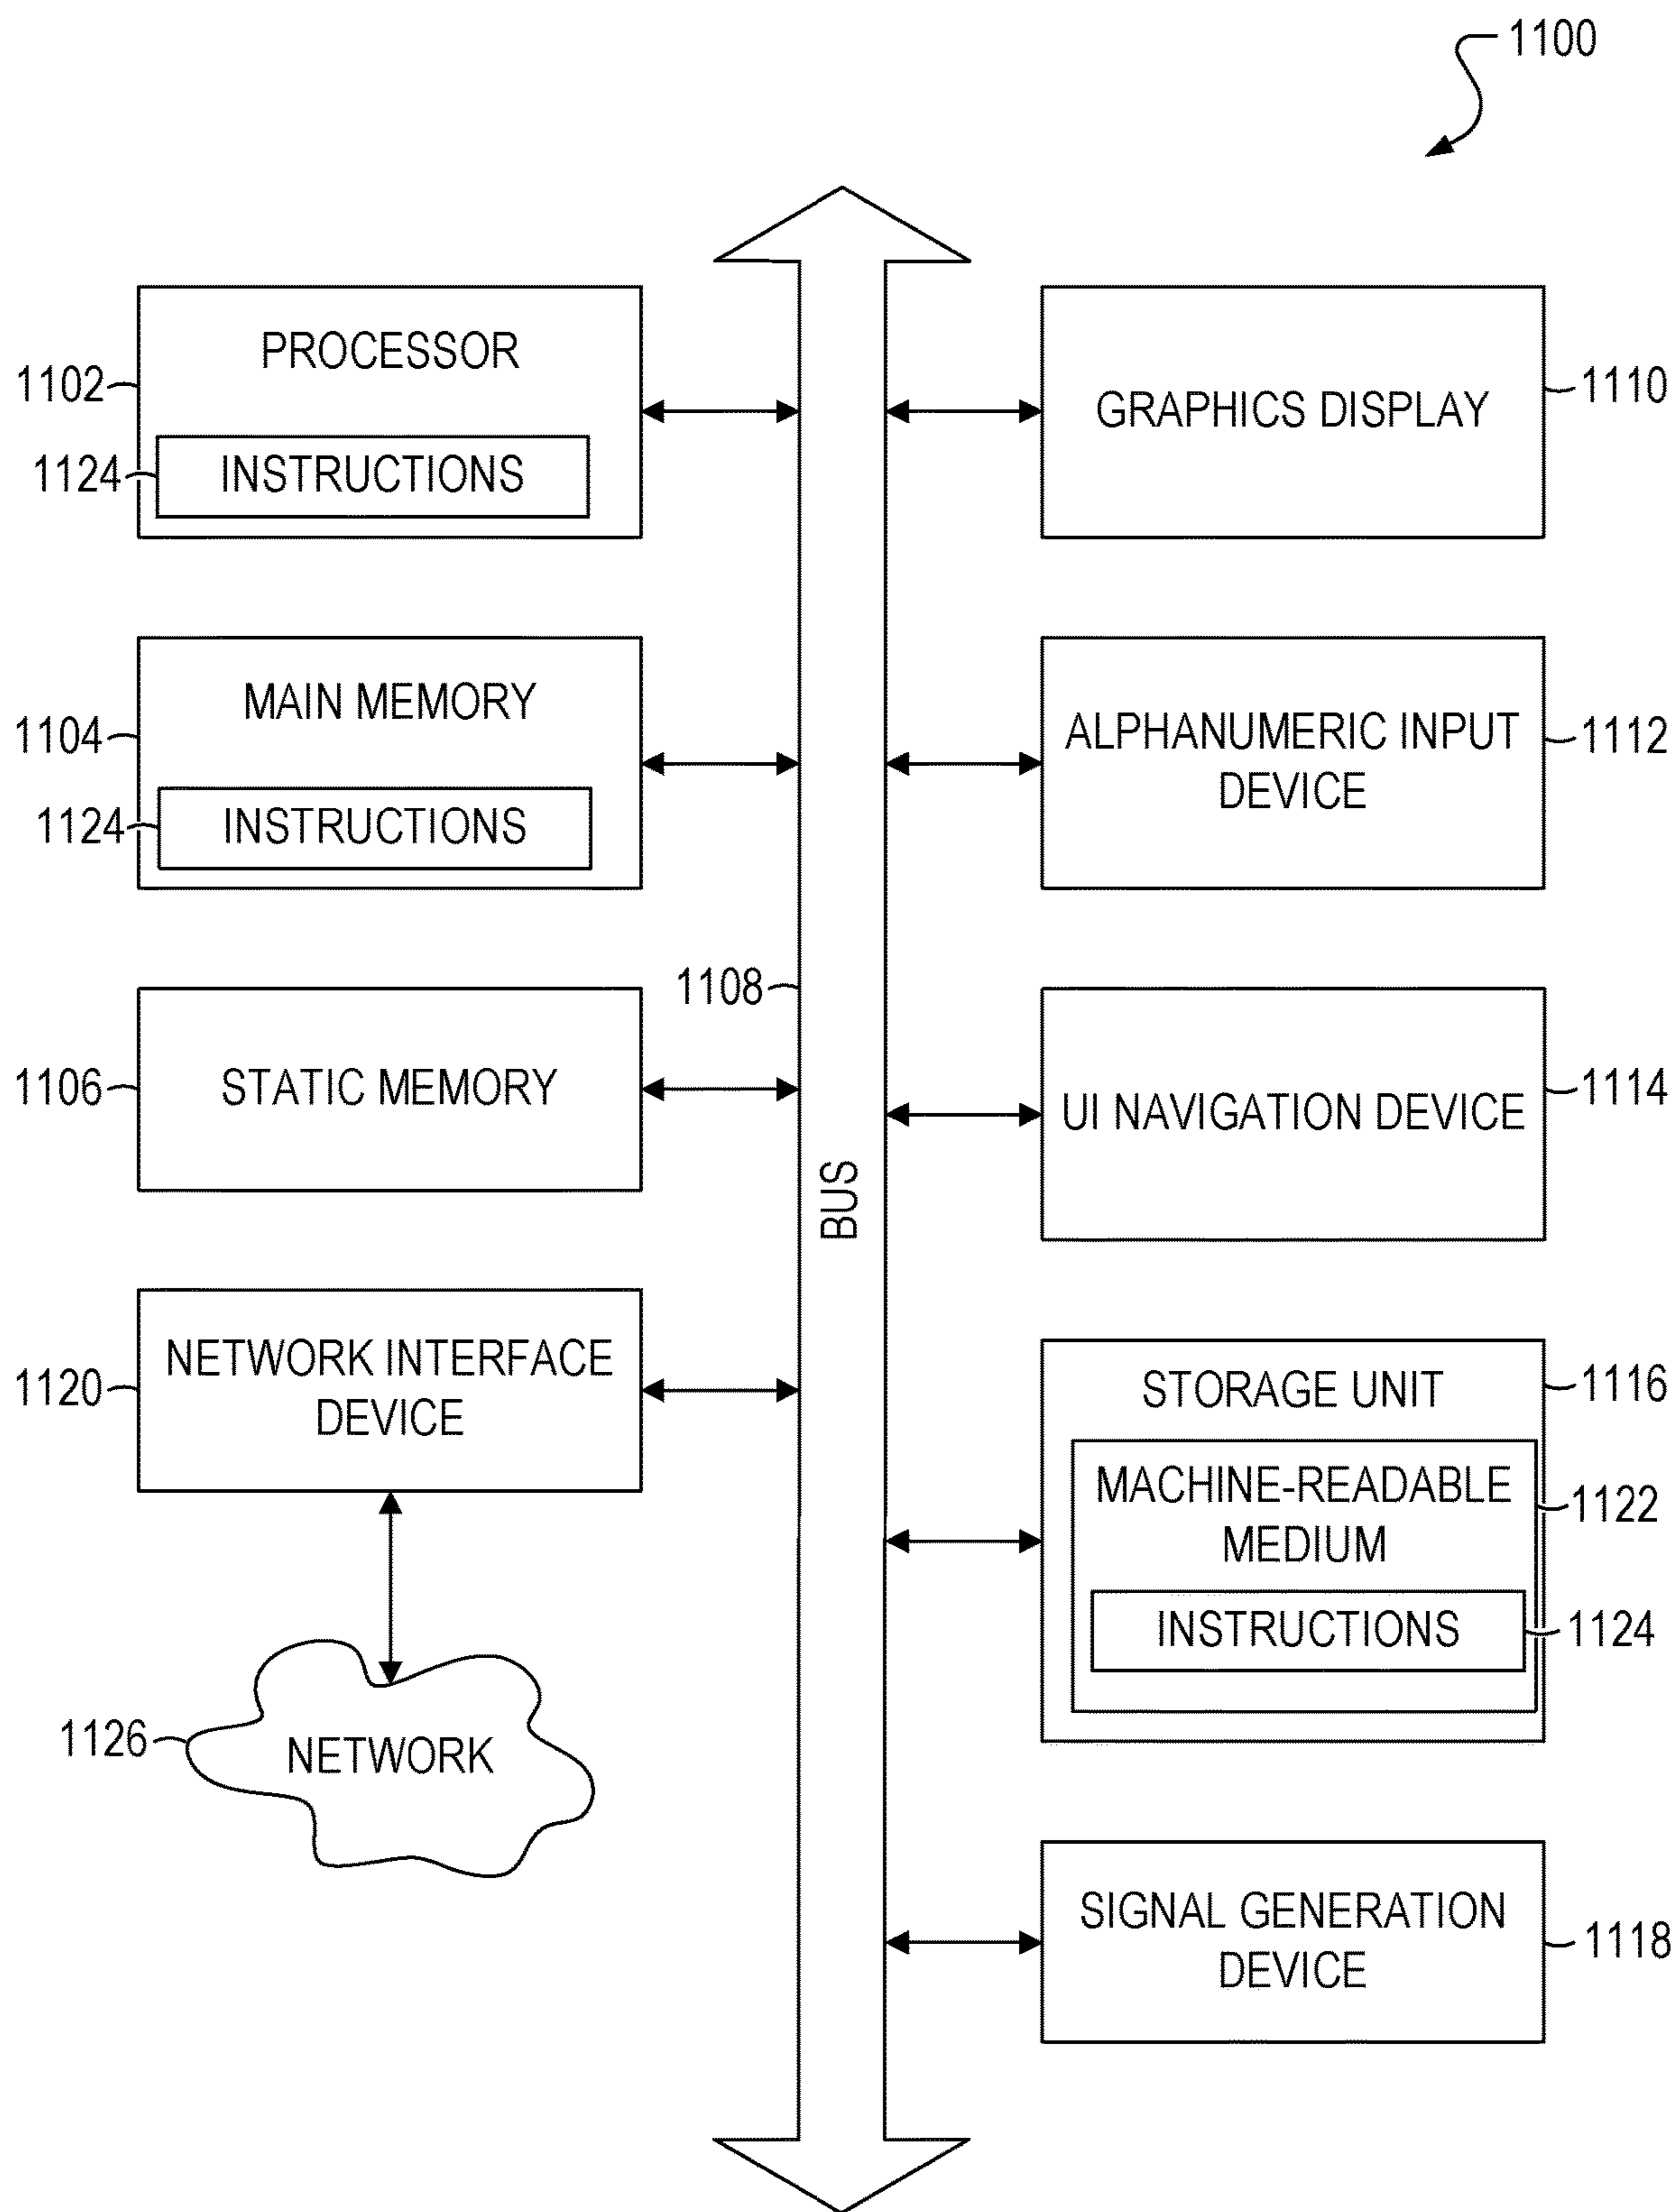 1100
PROCESSOR
1102
1124
INSTRUCTIONS
MAIN MEMORY
1104
1124
INSTRUCTIONS
1108
STATIC MEMORY
1106
BUS
NETWORK INTERFACE
DEVICE
1120
1126
NETWORK
GRAPHICS DISPLAY
1110
ALPHANUMERIC INPUT
DEVICE
1112
UI NAVIGATION DEVICE
1114
STORAGE UNIT
1116
MACHINE-READABLE
MEDIUM
1122
INSTRUCTIONS
1124
SIGNAL GENERATION
DEVICE
1118